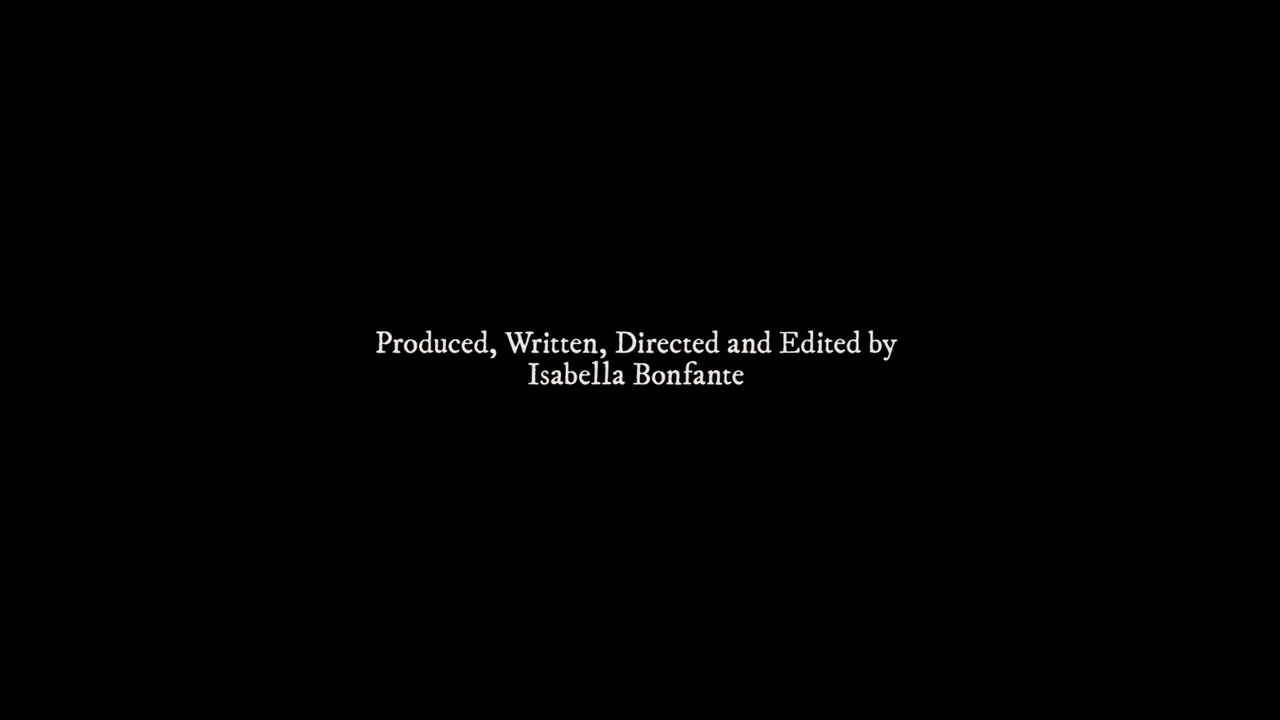 Produced, Written, Directed and Edited by
Isabella Bonfante